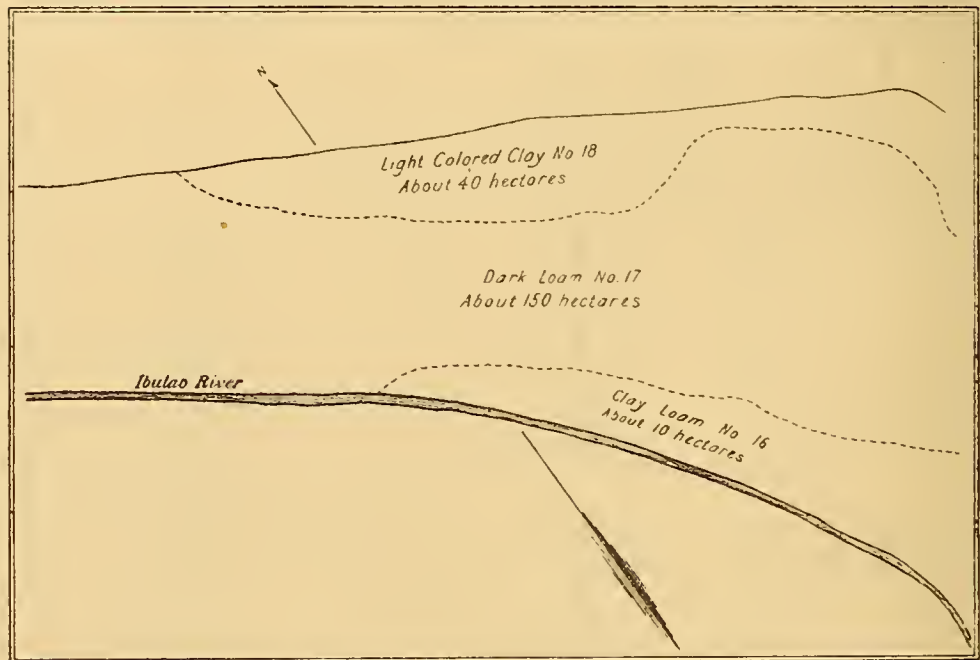 N
Light Colored Clay No 18
About 40 hectares
Dark Loam No. 17
About 150 hectares
Ibulao River
Clay Loam No 16
About 10 hectares